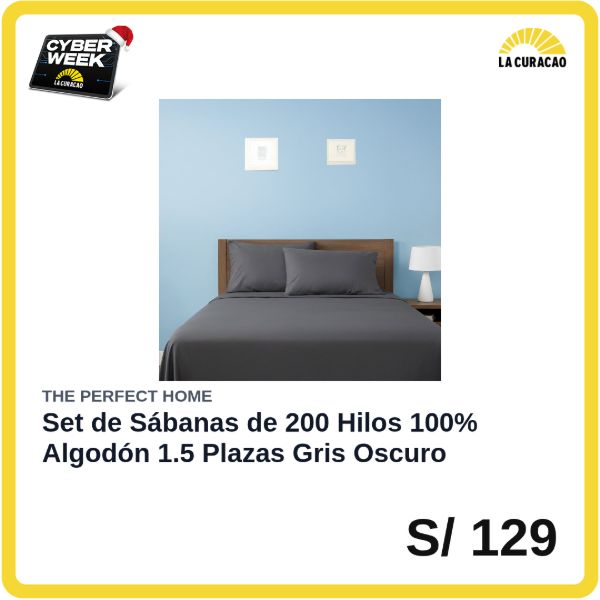 CYBER
WEEK
LA CURACAO
LA CURACAO
THE PERFECT HOME
Set de Sábanas de 200 Hilos 100%
Algodón 1.5 Plazas Gris Oscuro
S/ 129